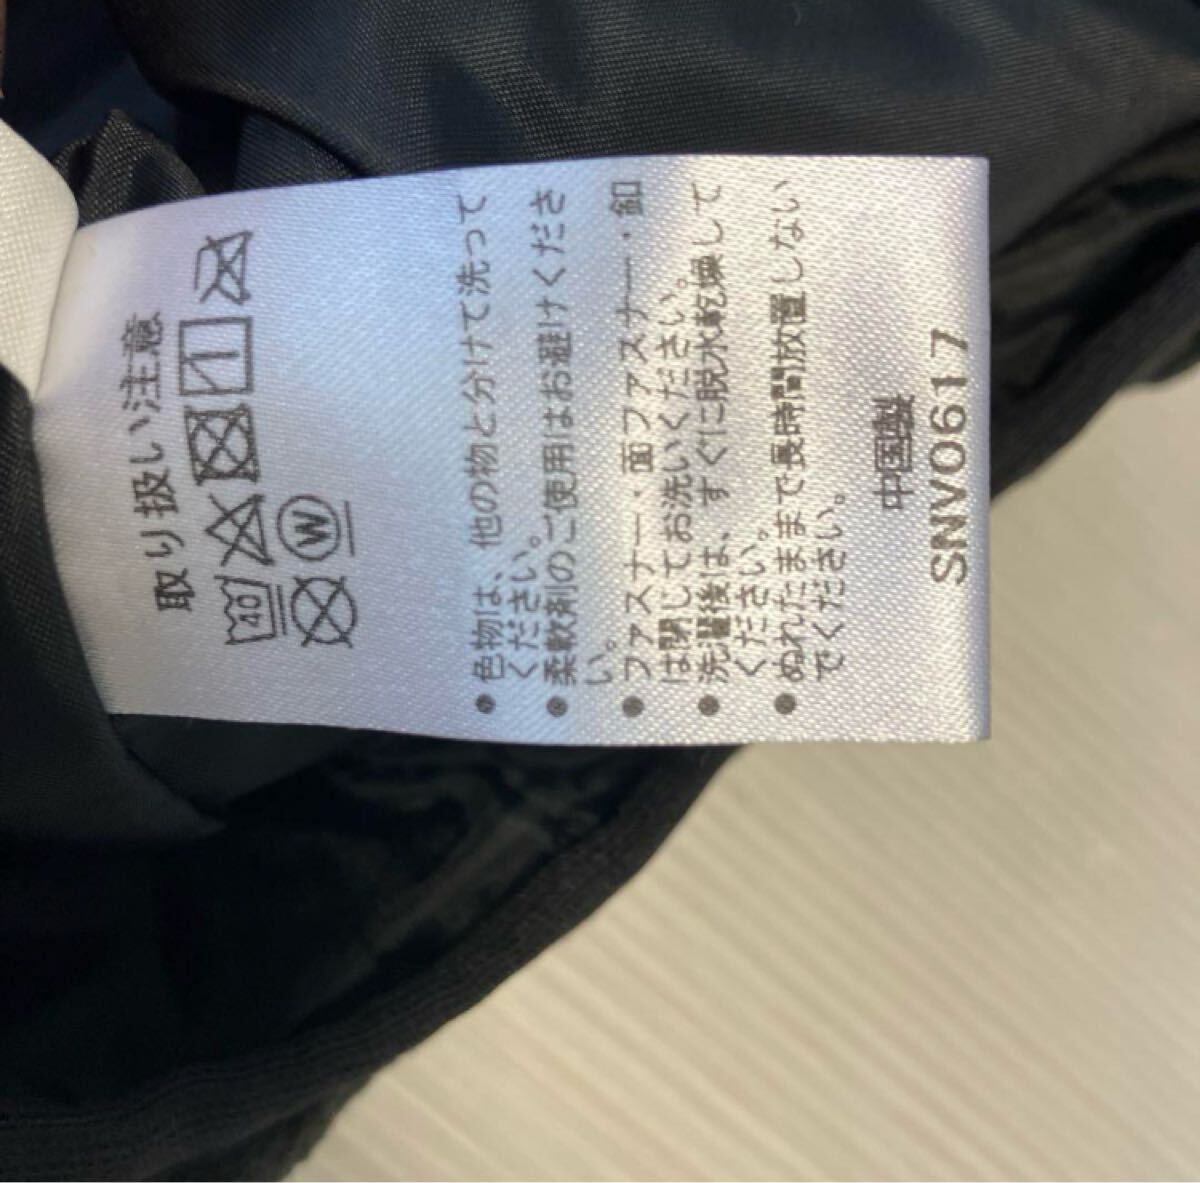 取り扱い注意
40
W
●色物は、他の物と分けて洗って
ください。
●柔軟剤のご使用はお避けくださ
い。
●ファスナー・面ファスナー・釦
は閉じてお洗いください。
●洗濯後は、すぐに脱水乾燥して
ください。
●ぬれたままで長時間放置しない
でください。
中国製
SNV0617